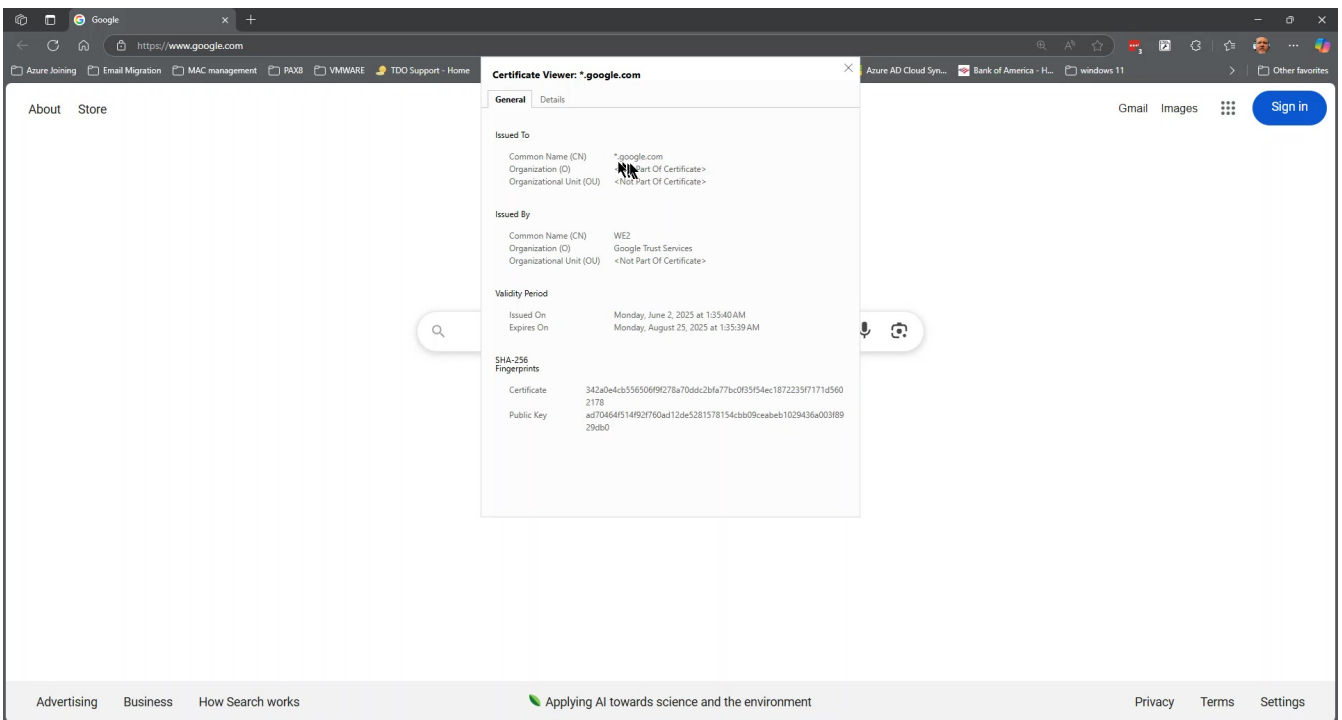 Google
https://www.google.com
Azure Joining Email Migration MAC management PAX8 VMWARE TDO Support - Home Azure AD Cloud Syn... Bank of America - H... windows 11 Other favorites
Certificate Viewer: *.google.com
General Details
About Store
Gmail Images Sign in
Issued To
Common Name (CN) *.google.com
Organization (O) Part Of Certificate>
Organizational Unit (OU) <Not Part Of Certificate>
Issued By
Common Name (CN) WE2
Organization (O) Google Trust Services
Organizational Unit (OU) <Not Part Of Certificate>
Validity Period
Issued On Monday, June 2, 2025 at 1:35:40 AM
Expires On Monday, August 25, 2025 at 1:35:39 AM
SHA-256
Fingerprints
Certificate 342a0e4cb556506f9f278a70ddc2bfa77bc0f35f54ec1872235f7171d560
2178
Public Key ad70464f514f92f760ad12de5281578154cbb09ceabeb1029436a003f89
29db0
Advertising Business How Search works Applying AI towards science and the environment Privacy Terms Settings